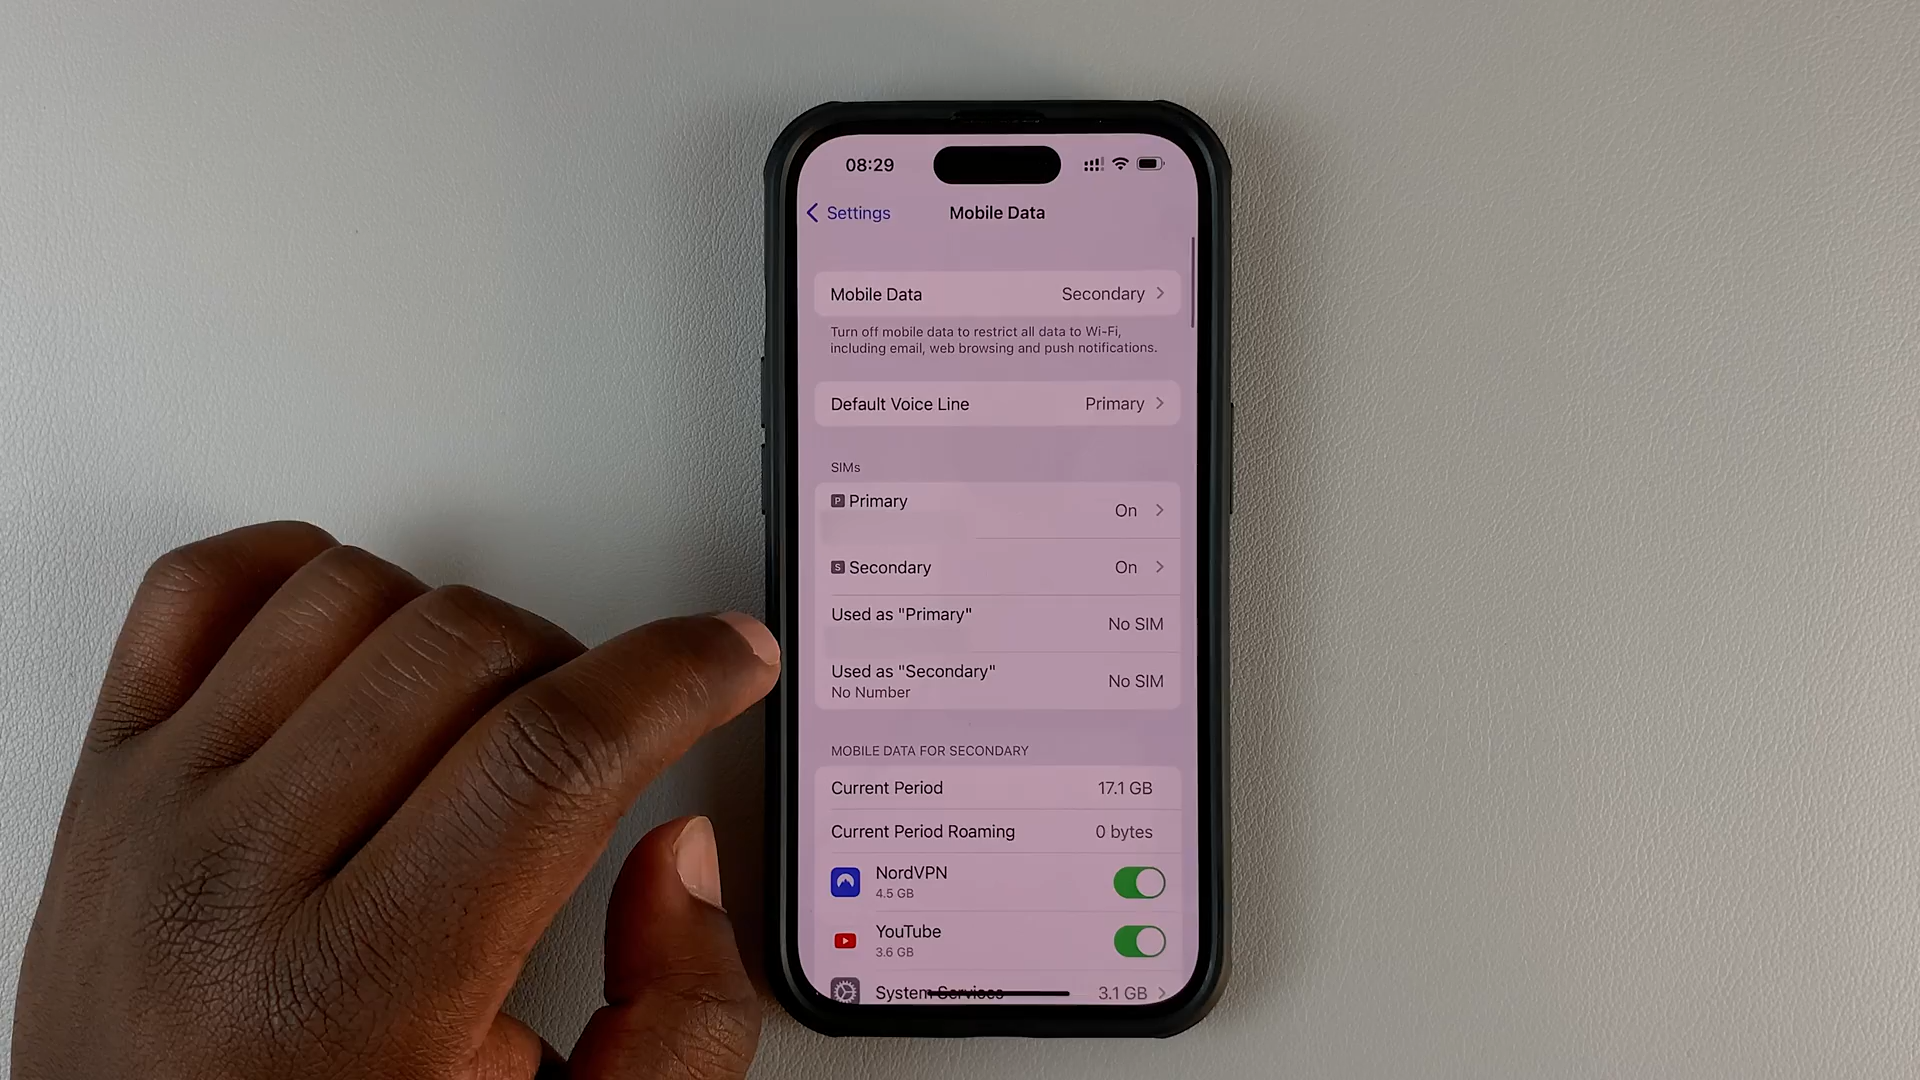 08:29
Settings
Mobile Data
Mobile Data Secondary
Turn off mobile data to restrict all data to Wi-Fi,
including email, web browsing and push notifications.
Default Voice Line Primary
SIMs
P Primary On
S Secondary On
Used as "Primary" No SIM
Used as "Secondary" No SIM
No Number
MOBILE DATA FOR SECONDARY
Current Period 17.1 GB
Current Period Roaming 0 bytes
NordVPN
4.5 GB
YouTube
3.6 GB
System Services 3.1 GB